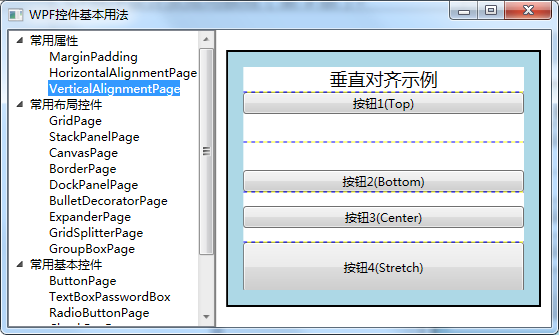 WPF控件基本用法
常用属性
MarginPadding
HorizontalAlignmentPage
VerticalAlignmentPage
常用布局控件
GridPage
StackPanelPage
CanvasPage
BorderPage
DockPanelPage
BulletDecoratorPage
ExpanderPage
GridSplitterPage
GroupBoxPage
常用基本控件
ButtonPage
TextBoxPasswordBox
RadioButtonPage
垂直对齐示例
按钮1(Top)
按钮2(Bottom)
按钮3(Center)
按钮4(Stretch)